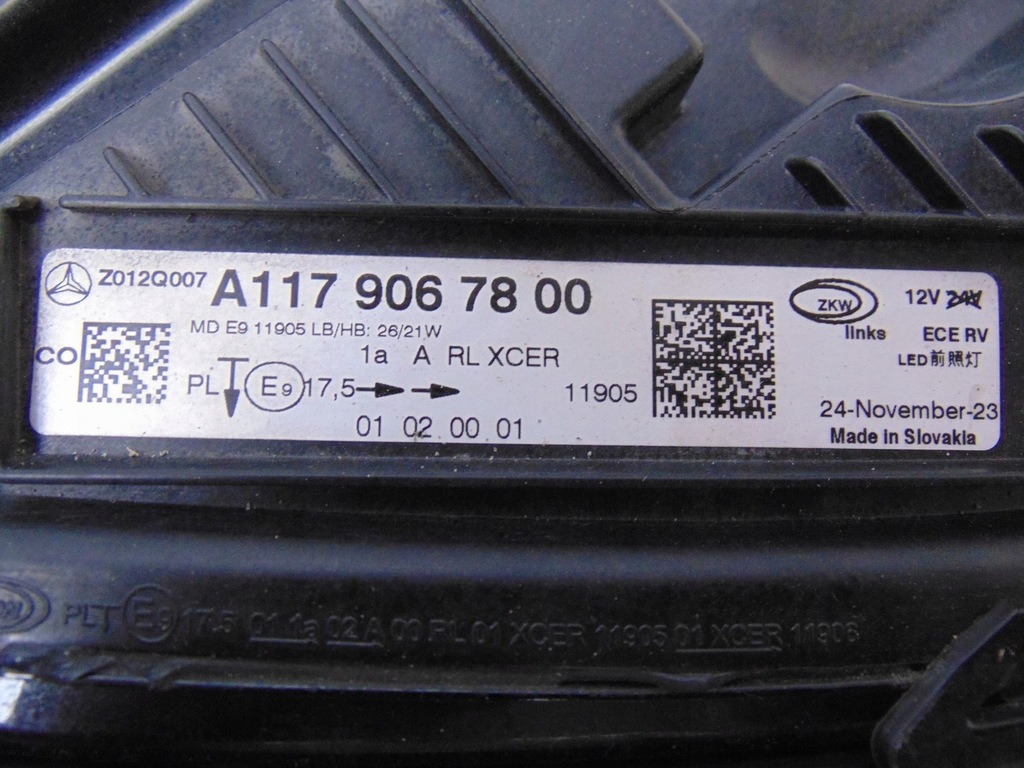 Z012Q007 A117 906 78 00
MD E9 11905 LB/HB: 26/21W
CO
1a A RL XCER
PL E9 17,5 11905
01 02 00 01
ZKW
12V 24V
links ECE RV
LED前照灯
24-November-23
Made in Slovakia
PLT E9 17.5 01 1a 02 A 00 RL 01 XCER 11905 01 XCER 11906